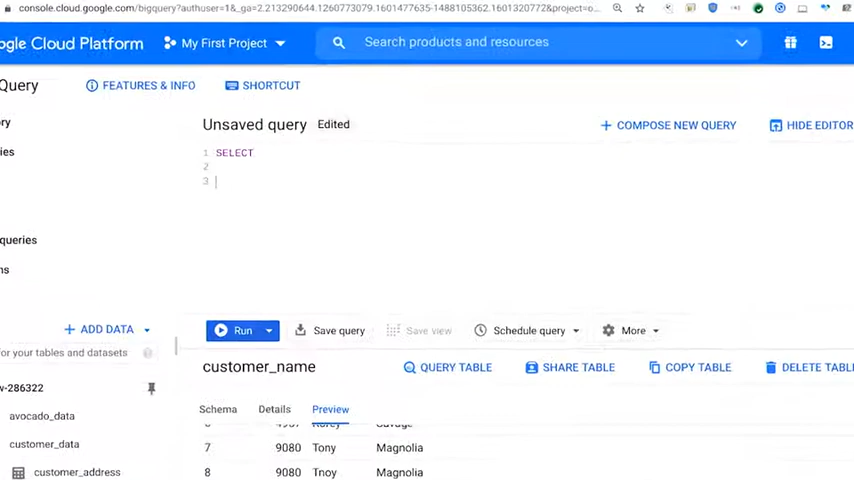 console.cloud.google.com/bigquery?authuser=1&_ga=2.213290644.1260773079.1601477635-1488105362.1601320772&project=b...
ogle Cloud Platform
My First Project
Search products and resources
Query
FEATURES & INFO
SHORTCUT
ry
Unsaved query Edited
COMPOSE NEW QUERY
HIDE EDITOR
1 SELECT
2
3
ies
queries
ns
ADD DATA
Run
Save query
Save view
Schedule query
More
for your tables and datasets
customer_name
QUERY TABLE
SHARE TABLE
COPY TABLE
DELETE TABL
w-286322
avocado_data
customer_data
customer_address
Schema
Details
Preview
7 9080 Tony Magnolia
8 9080 Tnoy Magnolia